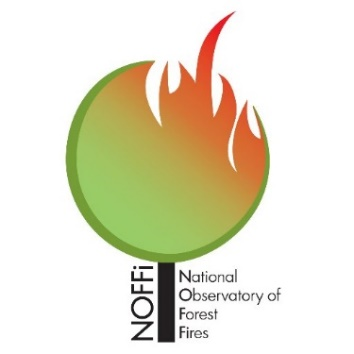 NOFFi
National
Observatory of
Forest
Fires